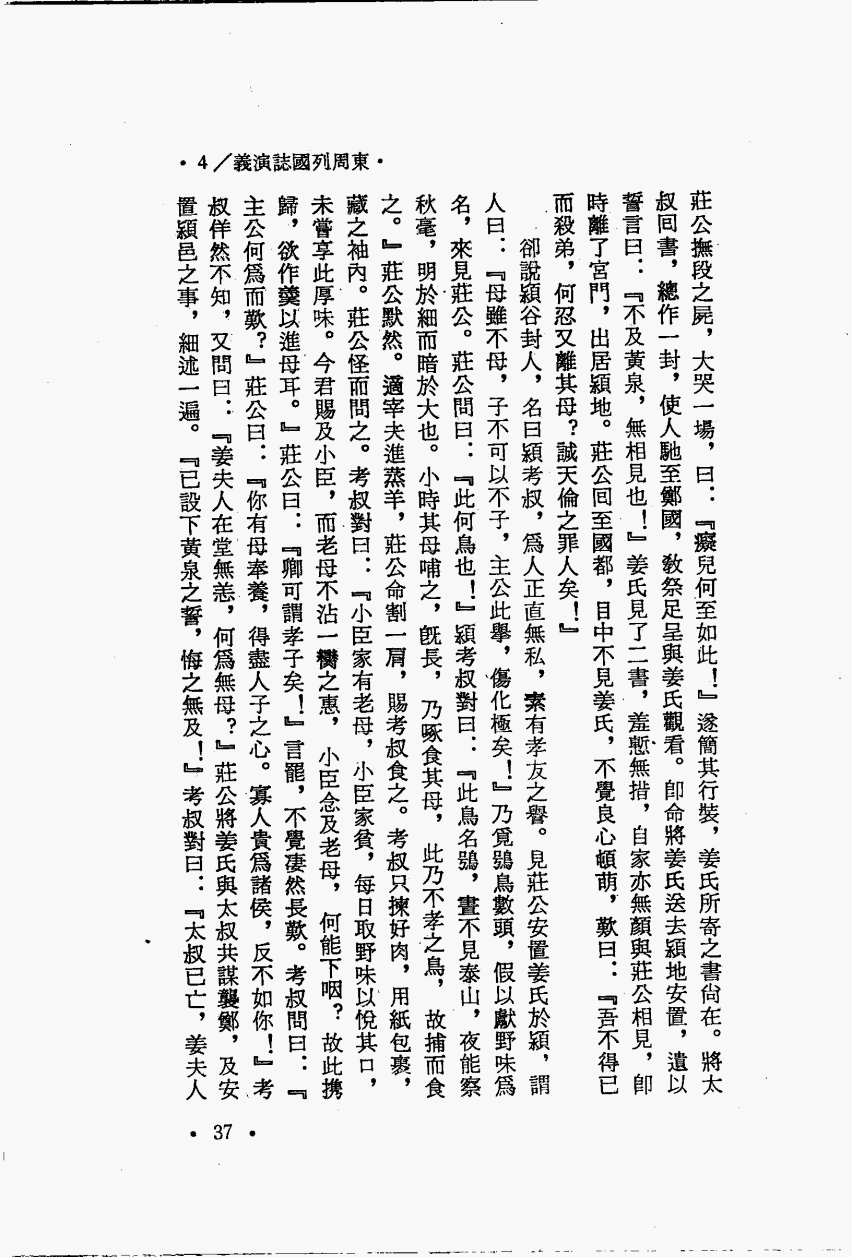 東周列國誌演義/4
莊公撫段之屍，大哭一場，曰：『癡兒何至如此！』遂簡其行裝，姜氏所寄之書尙在。將太
叔回書，總作一封，使人馳至鄭國，敎祭足呈與姜氏觀看。卽命將姜氏送去潁地安置，遺以
誓言曰：『不及黃泉，無相見也！』姜氏見了二書，羞慙無措，自家亦無顏與莊公相見，卽
時離了宮門，出居潁地。莊公回至國都，目中不見姜氏，不覺良心頓萌，歎曰：『吾不得已
而殺弟，何忍又離其母？誠天倫之罪人矣！』
卻說潁谷封人，名曰潁考叔，爲人正直無私，素有孝友之譽。見莊公安置姜氏於潁，謂
人曰：『母雖不母，子不可以不子，主公此舉，傷化極矣！』乃覓鴞鳥數頭，假以獻野味爲
名，來見莊公。莊公問曰：『此何鳥也！』潁考叔對曰：『此鳥名鴞，晝不見泰山，夜能察
秋毫，明於細而暗於大也。小時其母哺之，旣長，乃啄食其母，此乃不孝之鳥，故捕而食
之。』莊公默然。適宰夫進蒸羊，莊公命割一肩，賜考叔食之。考叔只揀好肉，用紙包裹，
藏之袖內。莊公怪而問之。考叔對曰：『小臣家有老母，小臣家貧，每日取野味以悅其口，
未嘗享此厚味。今君賜及小臣，而老母不沾一臠之惠，小臣念及老母，何能下咽？故此携
歸，欲作羹以進母耳。』莊公曰：『卿可謂孝子矣！』言罷，不覺凄然長歎。考叔問曰：『
主公何爲而歎？』莊公曰：『你有母奉養，得盡人子之心。寡人貴爲諸侯，反不如你！』考
叔佯然不知，又問曰：『姜夫人在堂無恙，何爲無母？』莊公將姜氏與太叔共謀襲鄭，及安
置潁邑之事，細述一遍。『已設下黃泉之誓，悔之無及！』考叔對曰：『太叔已亡，姜夫人
• 37 •